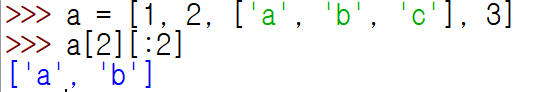 >>> a = [1, 2, ['a', 'b', 'c'], 3]
>>> a[2][:2]
['a', 'b']